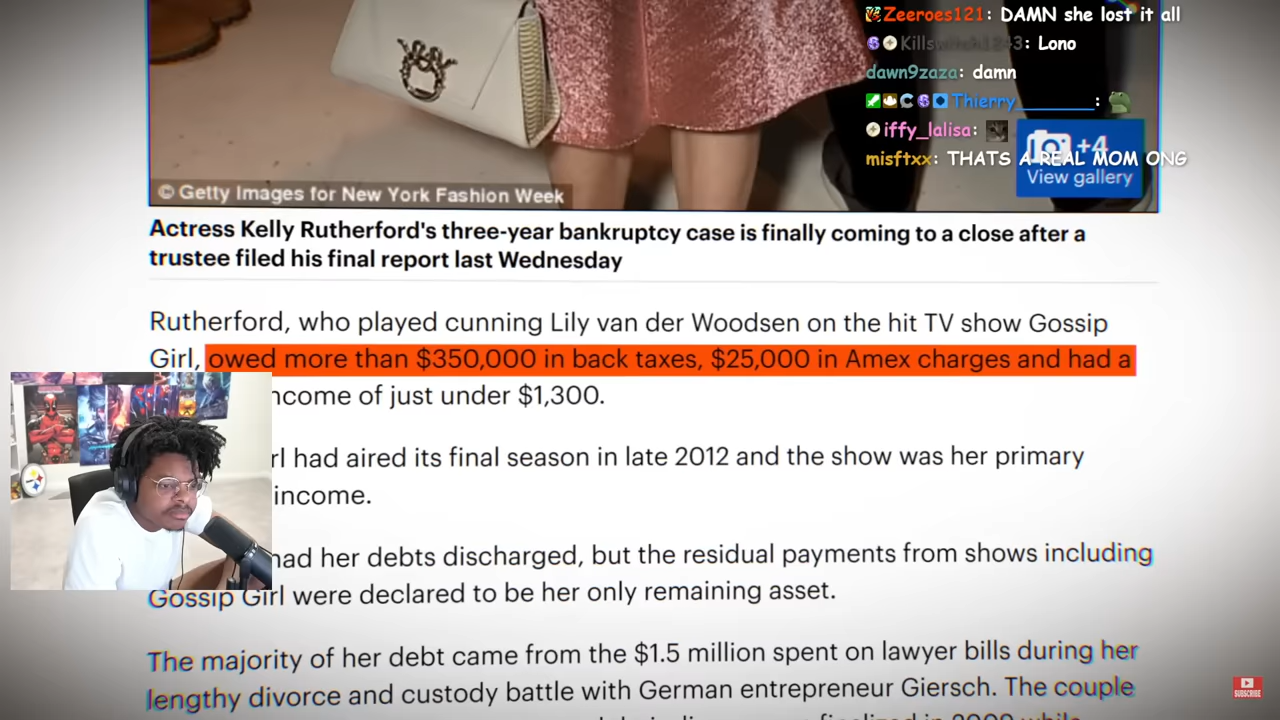 Zeeroes121: DAMN she lost it all
Killswitch1243: Lono
dawn9zaza: damn
Thierry_______:
iffy_lalisa:
misftxx: THATS A REAL MOM ONG
+4
View gallery
© Getty Images for New York Fashion Week
Actress Kelly Rutherford's three-year bankruptcy case is finally coming to a close after a
trustee filed his final report last Wednesday
Rutherford, who played cunning Lily van der Woodsen on the hit TV show Gossip
Girl, owed more than $350,000 in back taxes, $25,000 in Amex charges and had a
ncome of just under $1,300.
rl had aired its final season in late 2012 and the show was her primary
income.
had her debts discharged, but the residual payments from shows including
Gossip Girl were declared to be her only remaining asset.
The majority of her debt came from the $1.5 million spent on lawyer bills during her
lengthy divorce and custody battle with German entrepreneur Giersch. The couple
SUBSCRIBE